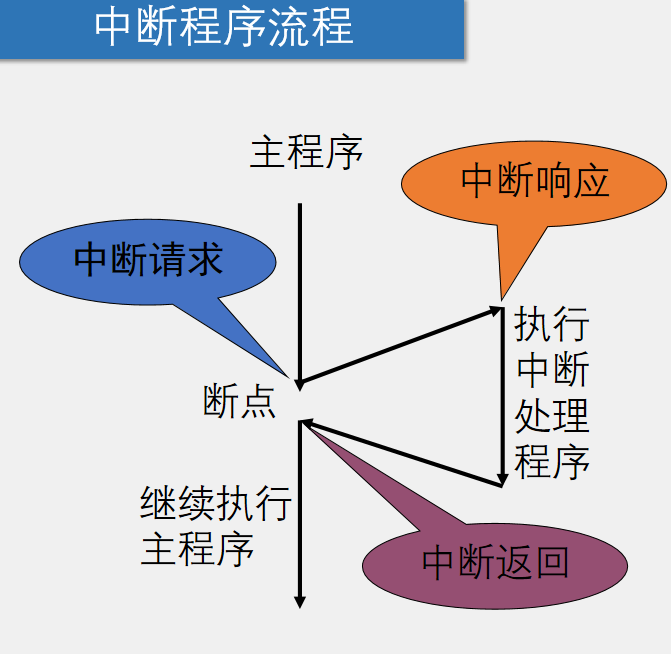 中断程序流程
主程序
中断响应
中断请求
执行
中断
处理
程序
断点
继续执行
主程序
中断返回